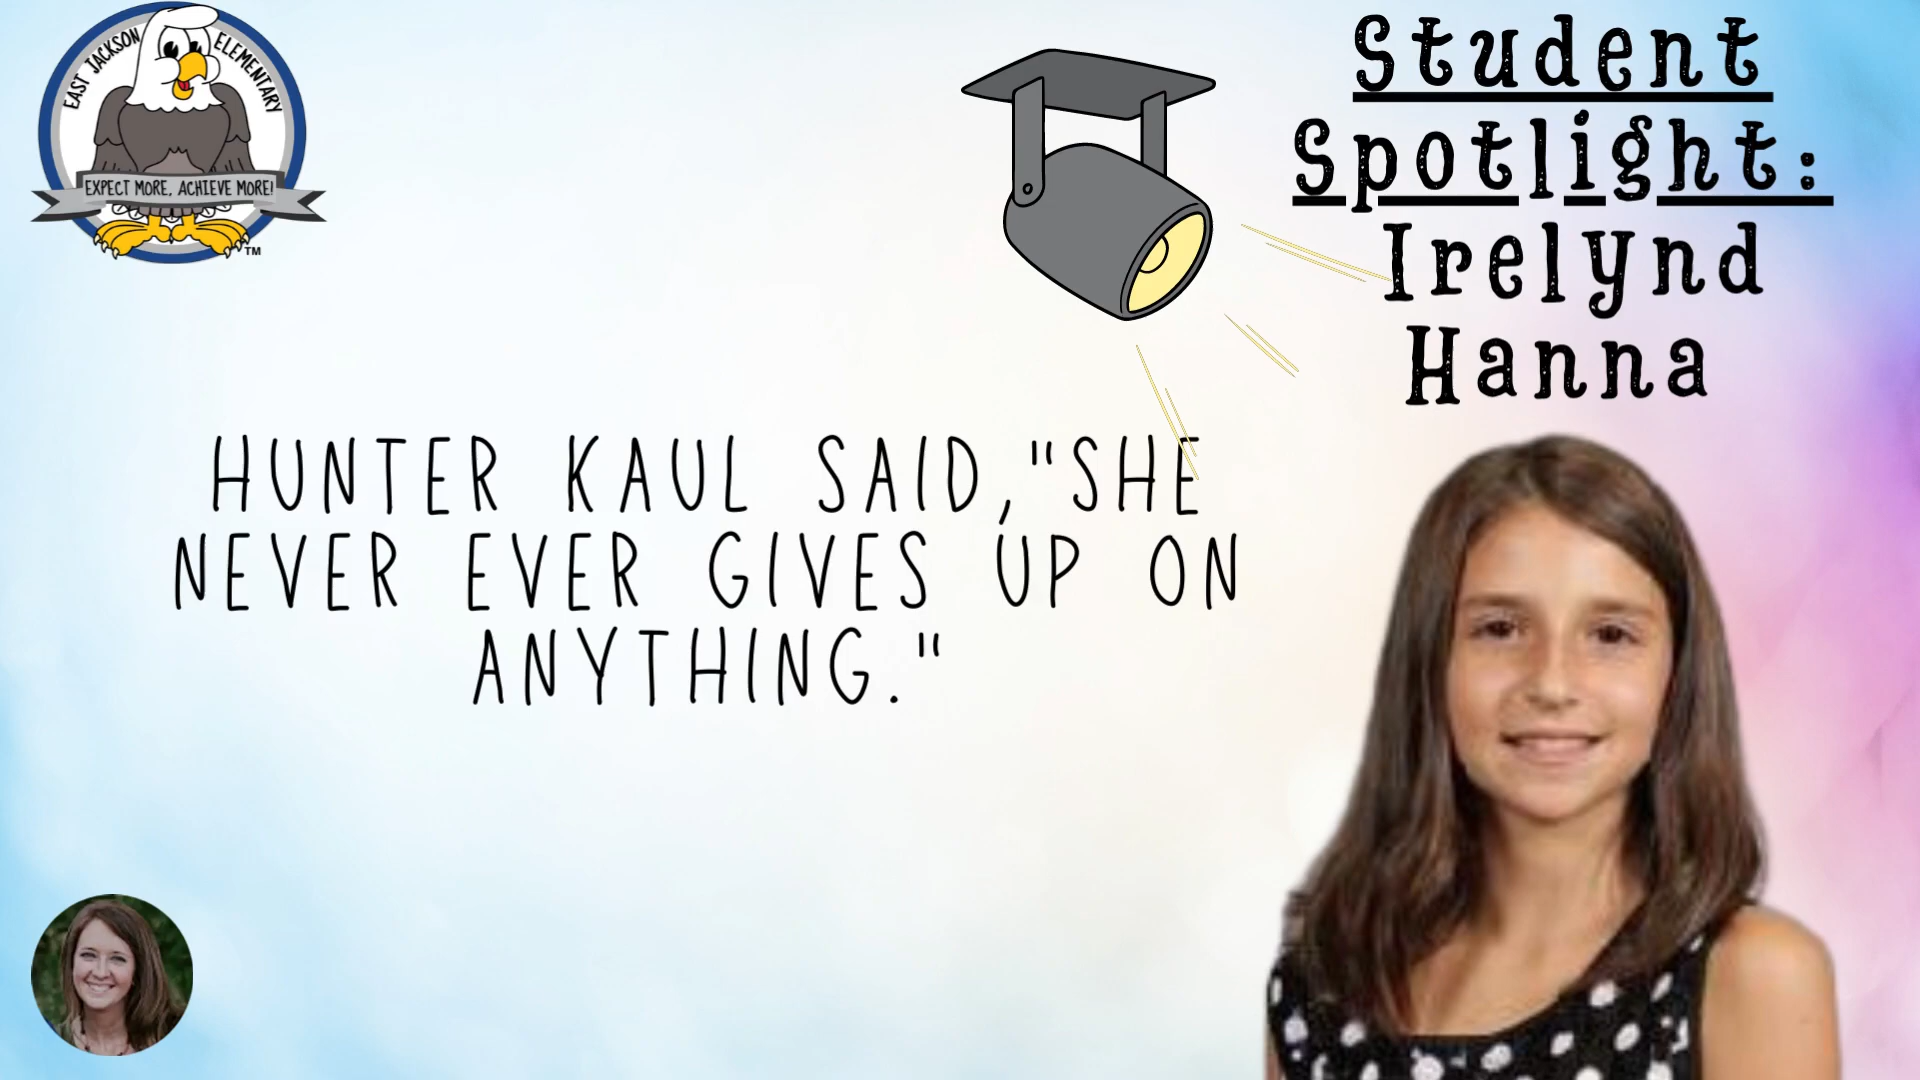 EAST JACKSON ELEMENTARY
EXPECT MORE, ACHIEVE MORE!
TM
Student
Spotlight:
Irelynd
Hanna
HUNTER KAUL SAID,"SHE
NEVER EVER GIVES UP ON
ANYTHING."